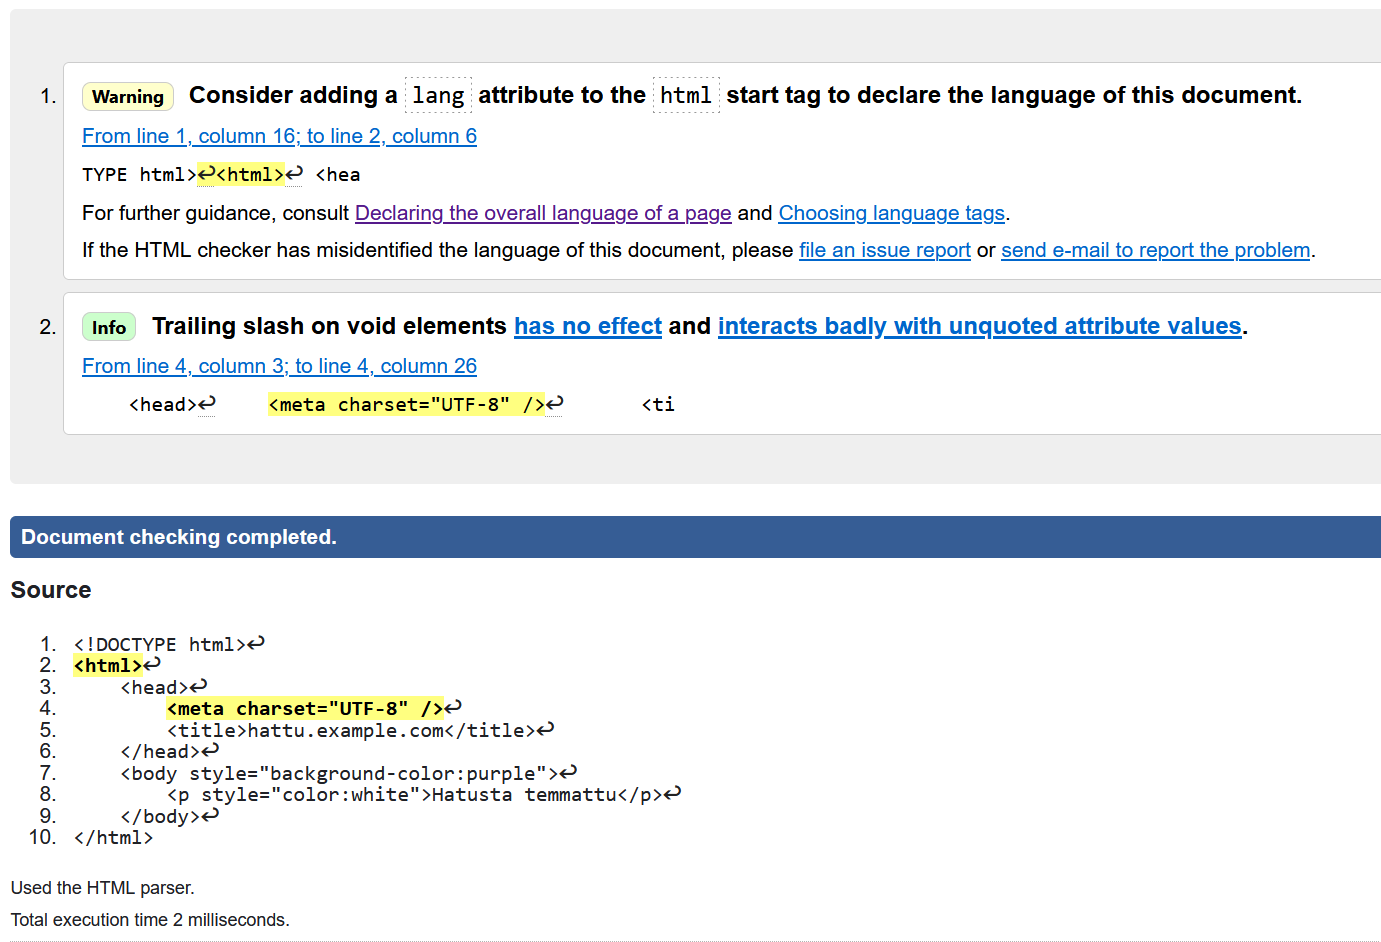 1. Warning Consider adding a lang attribute to the html start tag to declare the language of this document.
From line 1, column 16; to line 2, column 6
TYPE html>↩<html>↩ <hea
For further guidance, consult Declaring the overall language of a page and Choosing language tags.
If the HTML checker has misidentified the language of this document, please file an issue report or send e-mail to report the problem.
2. Info Trailing slash on void elements has no effect and interacts badly with unquoted attribute values.
From line 4, column 3; to line 4, column 26
<head>↩ <meta charset="UTF-8" />↩ <ti
Document checking completed.
Source
1. <!DOCTYPE html>↩
2. <html>↩
3. <head>↩
4. <meta charset="UTF-8" />↩
5. <title>hattu.example.com</title>↩
6. </head>↩
7. <body style="background-color:purple">↩
8. <p style="color:white">Hatusta temmattu</p>↩
9. </body>↩
10. </html>
Used the HTML parser.
Total execution time 2 milliseconds.